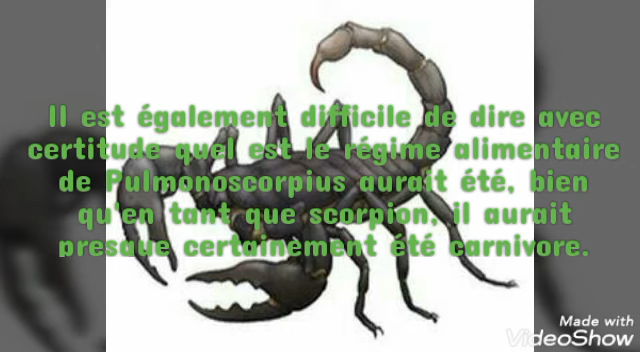 Il est également difficile de dire avec
certitude quel est le régime alimentaire
de Pulmonoscorpius aurait été, bien
qu'en tant que scorpion, il aurait
presque certainèment été carnivore.
Made with
VideoShow